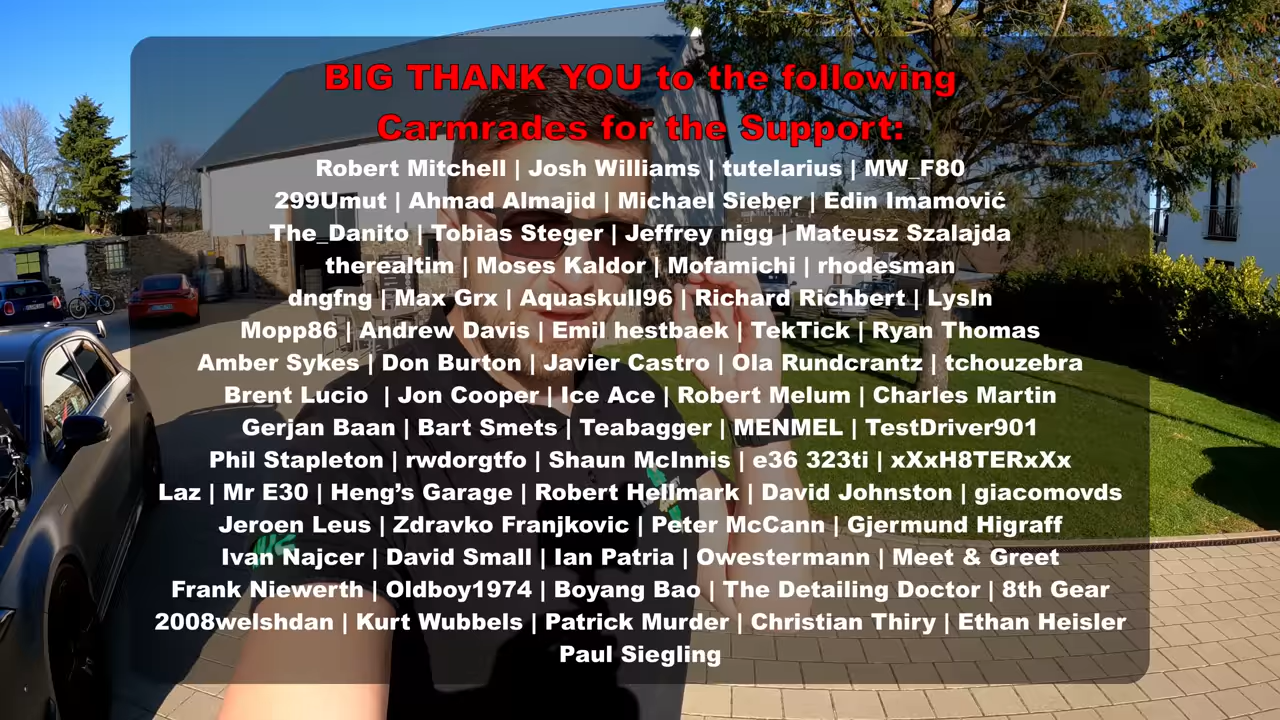 BIG THANK YOU to the following
Carmrades for the Support:
Robert Mitchell | Josh Williams | tutelarius | MW_F80
299Umut | Ahmad Almajid | Michael Sieber | Edin Imamović
The_Danito | Tobias Steger | Jeffrey nigg | Mateusz Szalajda
therealtim | Moses Kaldor | Mofamichi | rhodesman
dngfng | Max Grx | Aquaskull96 | Richard Richbert | Lysln
Mopp86 | Andrew Davis | Emil hestbaek | TekTick | Ryan Thomas
Amber Sykes | Don Burton | Javier Castro | Ola Rundcrantz | tchouzebra
Brent Lucio | Jon Cooper | Ice Ace | Robert Melum | Charles Martin
Gerjan Baan | Bart Smets | Teabagger | MENMEL | TestDriver901
Phil Stapleton | rwdorgtfo | Shaun McInnis | e36 323ti | xXxH8TERxXx
Laz | Mr E30 | Heng’s Garage | Robert Hellmark | David Johnston | giacomovds
Jeroen Leus | Zdravko Franjkovic | Peter McCann | Gjermund Higraff
Ivan Najcer | David Small | Ian Patria | Owestermann | Meet & Greet
Frank Niewerth | Oldboy1974 | Boyang Bao | The Detailing Doctor | 8th Gear
2008welshdan | Kurt Wubbels | Patrick Murder | Christian Thiry | Ethan Heisler
Paul Siegling